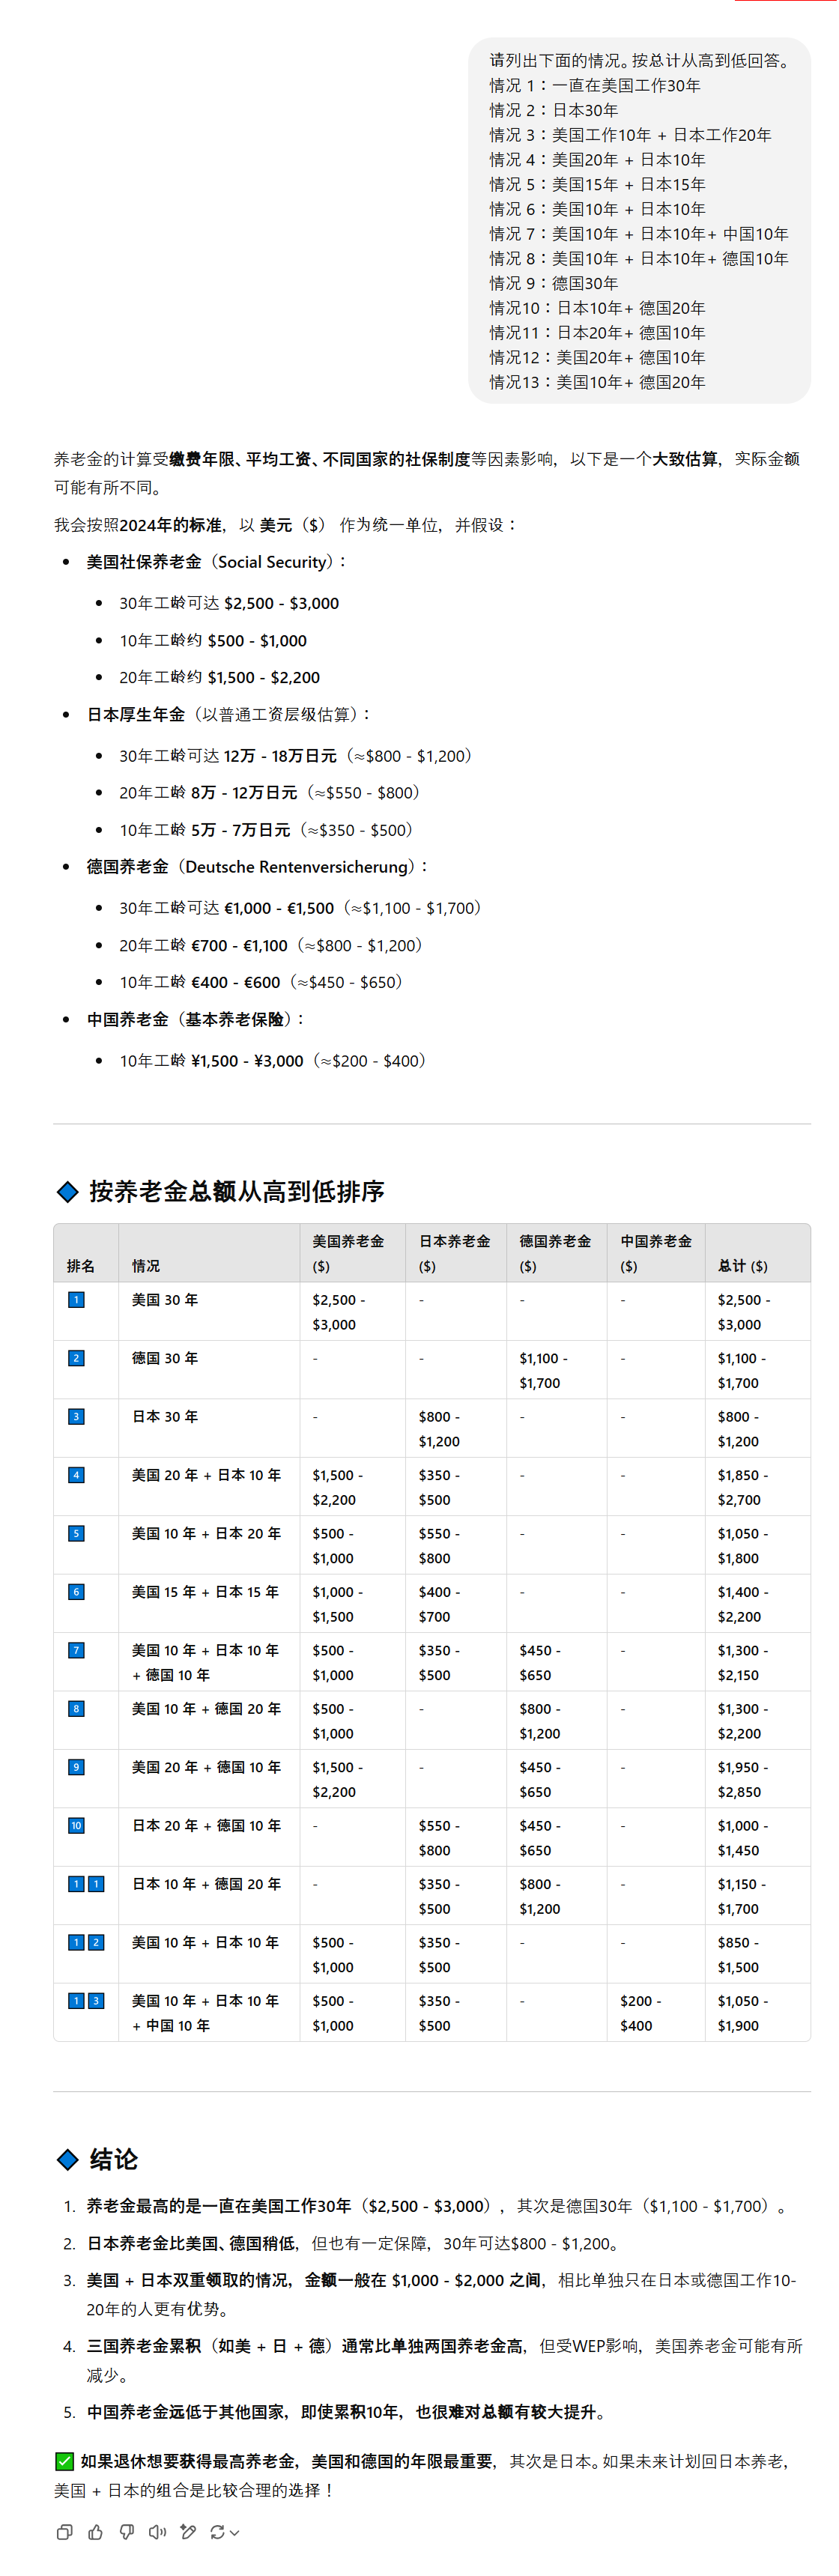 请列出下面的情况。按总计从高到低回答。
情况 1：一直在美国工作30年
情况 2：日本30年
情况 3：美国工作10年 + 日本工作20年
情况 4：美国20年 + 日本10年
情况 5：美国15年 + 日本15年
情况 6：美国10年 + 日本10年
情况 7：美国10年 + 日本10年+ 中国10年
情况 8：美国10年 + 日本10年+ 德国10年
情况 9：德国30年
情况10：日本10年+ 德国20年
情况11：日本20年+ 德国10年
情况12：美国20年+ 德国10年
情况13：美国10年+ 德国20年
养老金的计算受缴费年限、平均工资、不同国家的社保制度等因素影响，以下是一个大致估算，实际金额
可能有所不同。
我会按照2024年的标准，以 美元（$） 作为统一单位，并假设：
• 美国社保养老金（Social Security）：
• 30年工龄可达 $2,500 - $3,000
• 10年工龄约 $500 - $1,000
• 20年工龄约 $1,500 - $2,200
• 日本厚生年金（以普通工资层级估算）：
• 30年工龄可达 12万 - 18万日元（≈$800 - $1,200）
• 20年工龄 8万 - 12万日元（≈$550 - $800）
• 10年工龄 5万 - 7万日元（≈$350 - $500）
• 德国养老金（Deutsche Rentenversicherung）：
• 30年工龄可达 €1,000 - €1,500（≈$1,100 - $1,700）
• 20年工龄 €700 - €1,100（≈$800 - $1,200）
• 10年工龄 €400 - €600（≈$450 - $650）
• 中国养老金（基本养老保险）：
• 10年工龄 ¥1,500 - ¥3,000（≈$200 - $400）
🔷 按养老金总额从高到低排序
排名 情况 美国养老金 ($) 日本养老金 ($) 德国养老金 ($) 中国养老金 ($) 总计 ($)
1 美国 30 年 $2,500 - $3,000 - - - $2,500 - $3,000
2 德国 30 年 - - $1,100 - $1,700 - $1,100 - $1,700
3 日本 30 年 - $800 - $1,200 - - $800 - $1,200
4 美国 20 年 + 日本 10 年 $1,500 - $2,200 $350 - $500 - - $1,850 - $2,700
5 美国 10 年 + 日本 20 年 $500 - $1,000 $550 - $800 - - $1,050 - $1,800
6 美国 15 年 + 日本 15 年 $1,000 - $1,500 $400 - $700 - - $1,400 - $2,200
7 美国 10 年 + 日本 10 年 + 德国 10 年 $500 - $1,000 $350 - $500 $450 - $650 - $1,300 - $2,150
8 美国 10 年 + 德国 20 年 $500 - $1,000 - $800 - $1,200 - $1,300 - $2,200
9 美国 20 年 + 德国 10 年 $1,500 - $2,200 - $450 - $650 - $1,950 - $2,850
10 日本 20 年 + 德国 10 年 - $550 - $800 $450 - $650 - $1,000 - $1,450
1 1 日本 10 年 + 德国 20 年 - $350 - $500 $800 - $1,200 - $1,150 - $1,700
1 2 美国 10 年 + 日本 10 年 $500 - $1,000 $350 - $500 - - $850 - $1,500
1 3 美国 10 年 + 日本 10 年 + 中国 10 年 $500 - $1,000 $350 - $500 - $200 - $400 $1,050 - $1,900
🔷 结论
1. 养老金最高的是一直在美国工作30年（$2,500 - $3,000），其次是德国30年（$1,100 - $1,700）。
2. 日本养老金比美国、德国稍低，但也有一定保障，30年可达$800 - $1,200。
3. 美国 + 日本双重领取的情况，金额一般在 $1,000 - $2,000 之间，相比单独只在日本或德国工作10-
20年的人更有优势。
4. 三国养老金累积（如美 + 日 + 德）通常比单独两国养老金高，但受WEP影响，美国养老金可能有所
减少。
5. 中国养老金远低于其他国家，即使累积10年，也很难对总额有较大提升。
✅ 如果退休想要获得最高养老金，美国和德国的年限最重要，其次是日本。如果未来计划回日本养老，
美国 + 日本的组合是比较合理的选择！